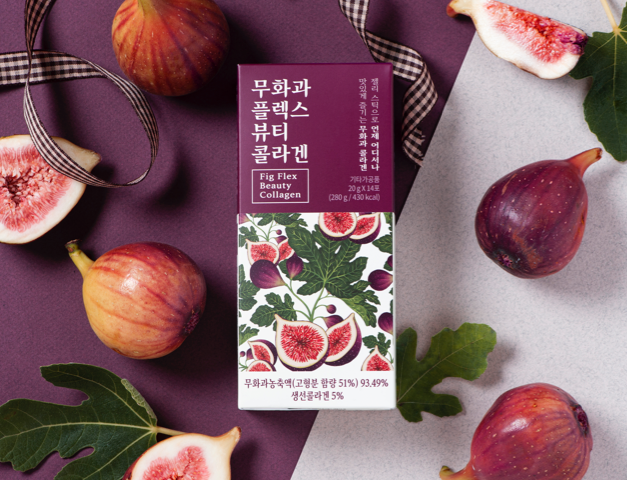 무화과
플렉스
뷰티
콜라겐
Fig Flex
Beauty
Collagen
젤리 스틱으로 언제 어디서나
맛있게 즐기는 무화과 콜라겐
기타가공품
20 g X 14포
(280 g / 430 kcal)
무화과농축액(고형분 함량 51%) 93.49%
생선콜라겐 5%